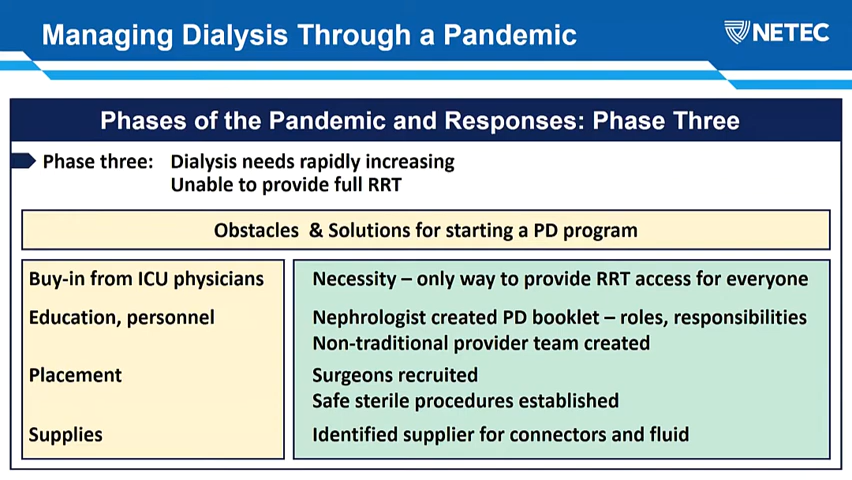 Managing Dialysis Through a Pandemic
NETEC
Phases of the Pandemic and Responses: Phase Three
Phase three: Dialysis needs rapidly increasing
Unable to provide full RRT
Obstacles & Solutions for starting a PD program
Buy-in from ICU physicians
Necessity – only way to provide RRT access for everyone
Education, personnel
Nephrologist created PD booklet – roles, responsibilities
Non-traditional provider team created
Placement
Surgeons recruited
Safe sterile procedures established
Supplies
Identified supplier for connectors and fluid